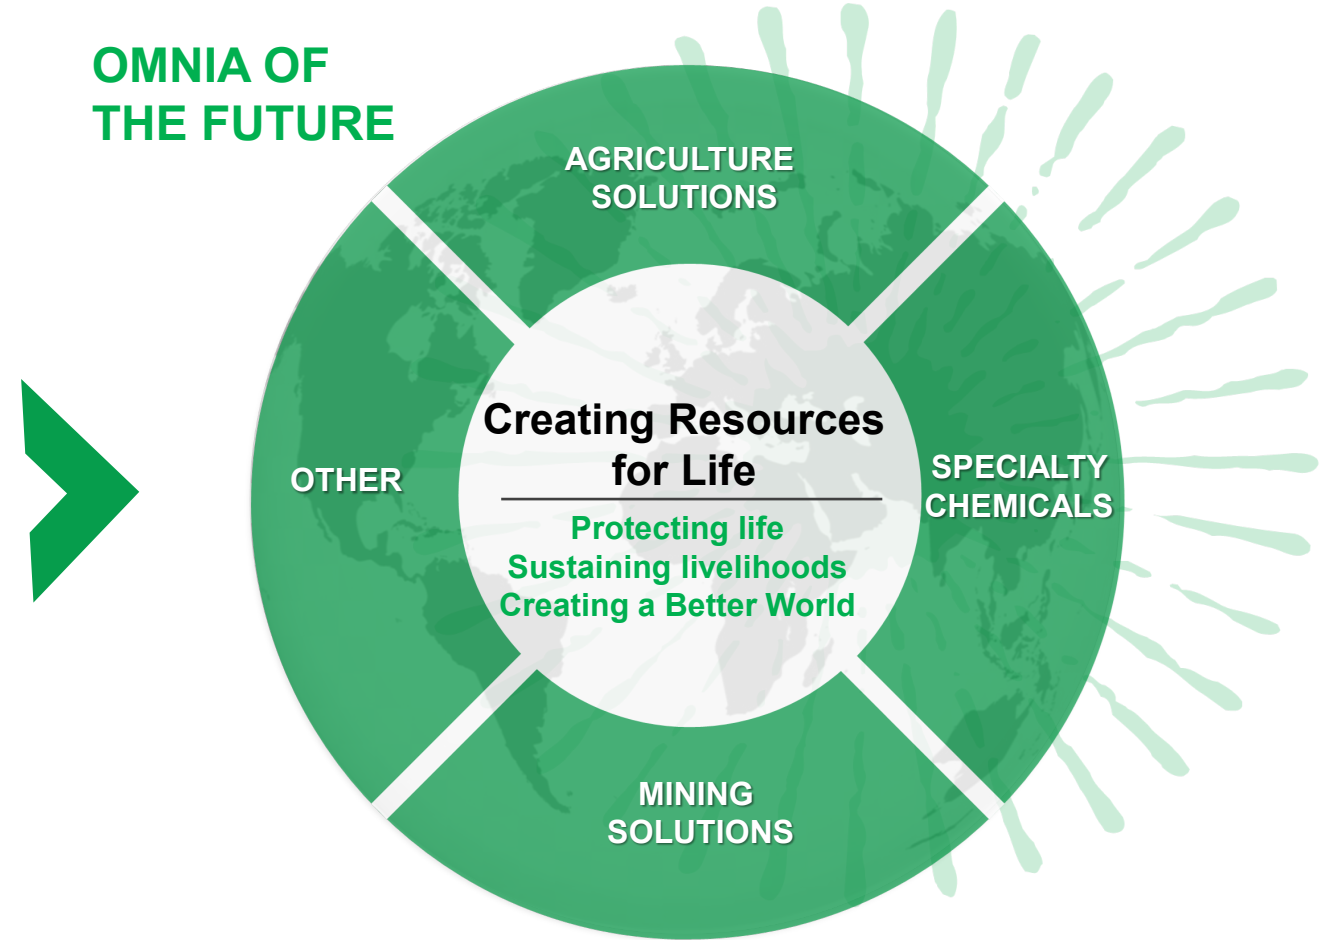 OMNIA OF
THE FUTURE
AGRICULTURE
SOLUTIONS
OTHER
Creating Resources
for Life
Protecting life
Sustaining livelihoods
Creating a Better World
SPECIALTY
CHEMICALS
MINING
SOLUTIONS